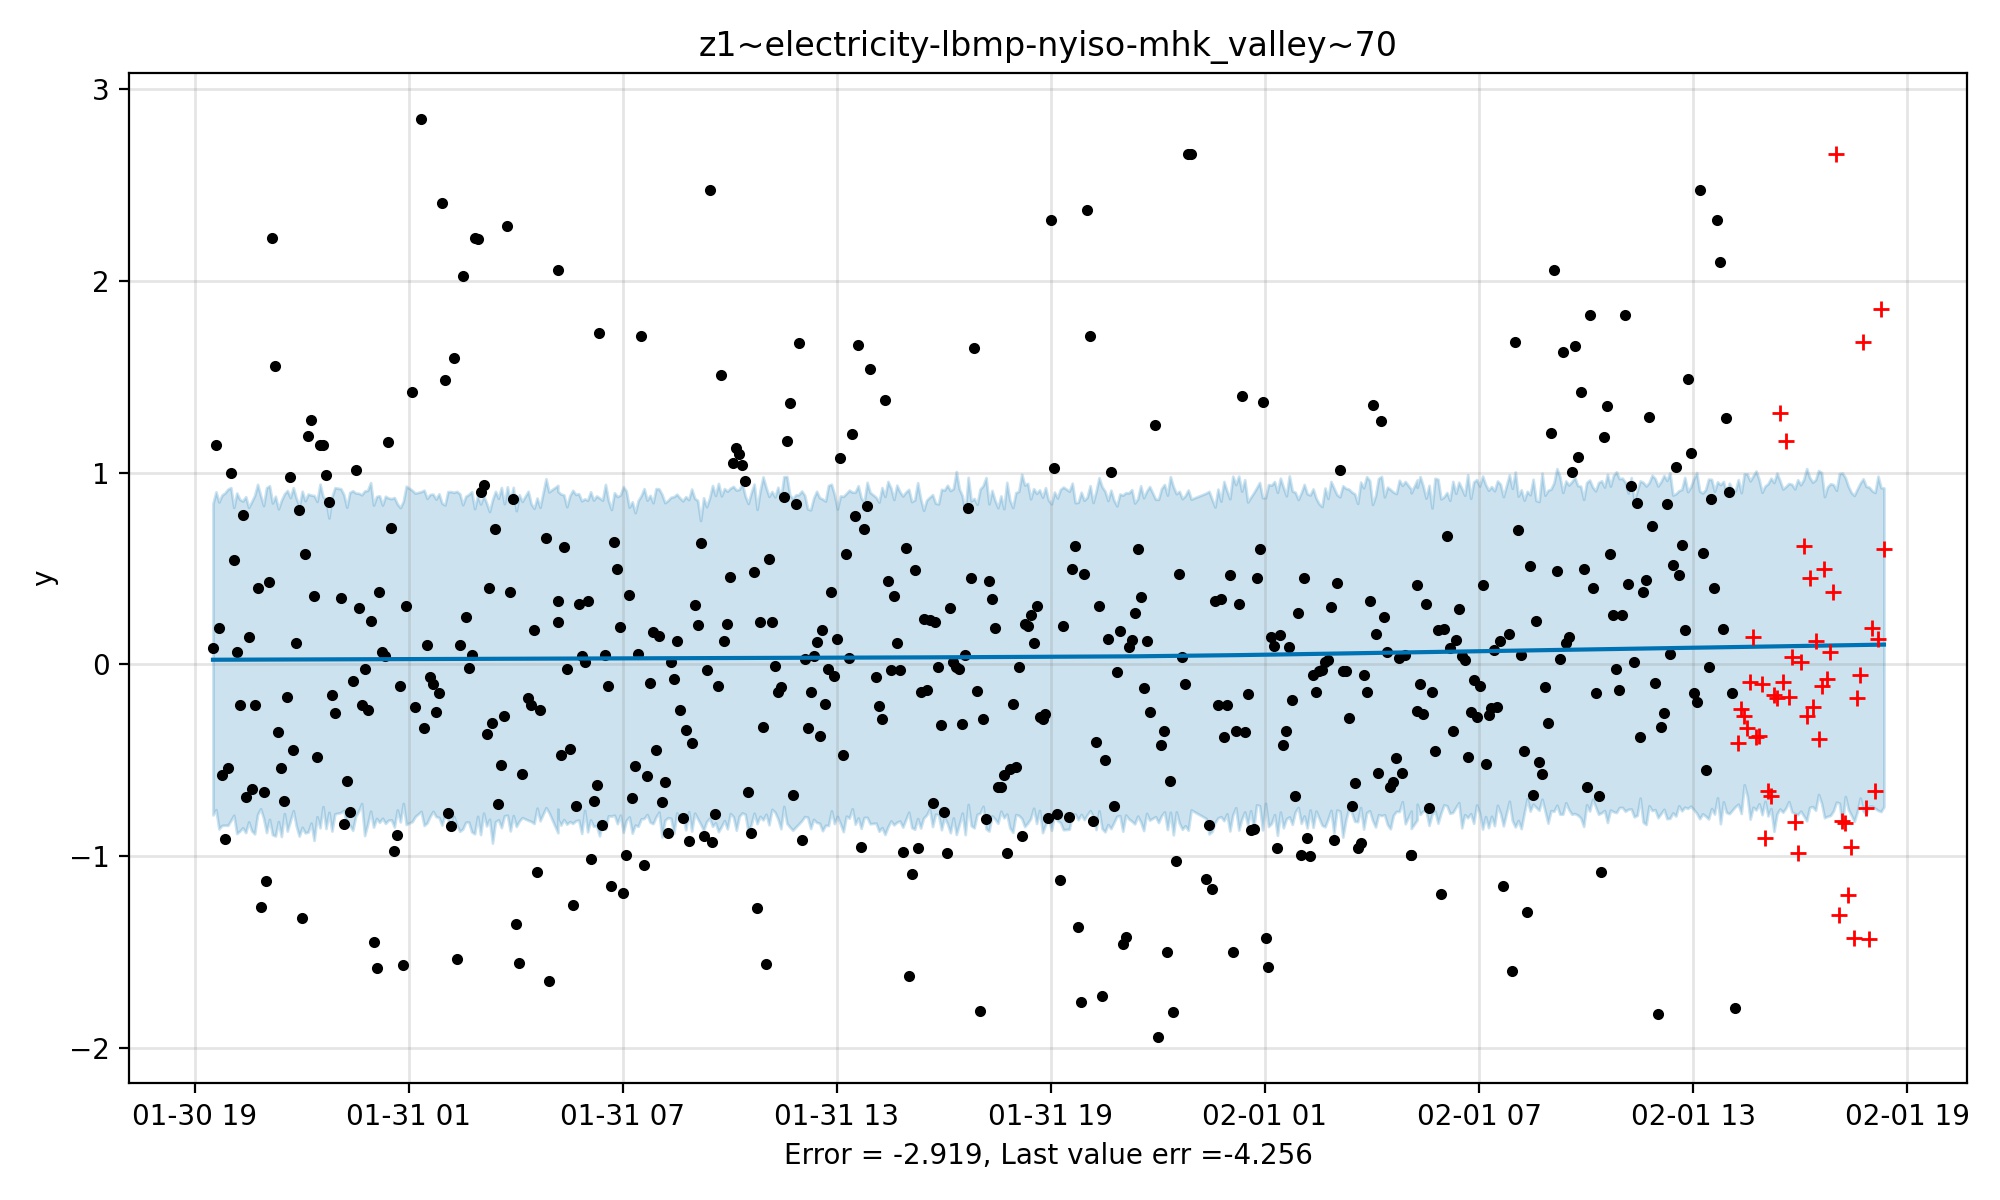 z1~electricity-lbmp-nyiso-mhk_valley~70
3
2
1
0
−1
−2
y
01-30 19 01-31 01 01-31 07 01-31 13 01-31 19 02-01 01 02-01 07 02-01 13 02-01 19
Error = -2.919, Last value err =-4.256